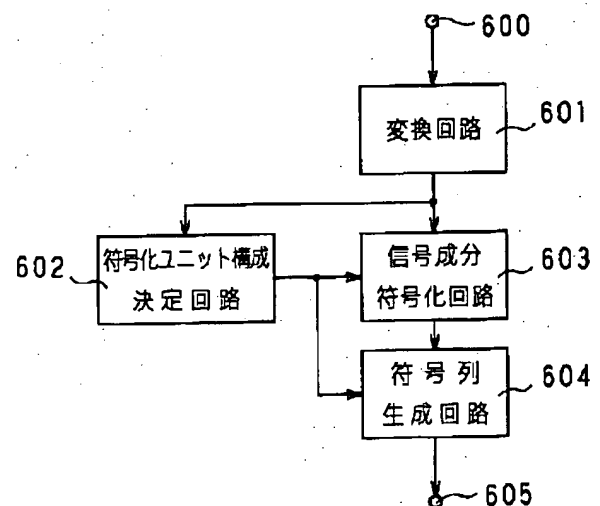 600
変換回路
601
602
符号化ユニット構成
決定回路
信号成分
符号化回路
603
符号列
生成回路
604
605